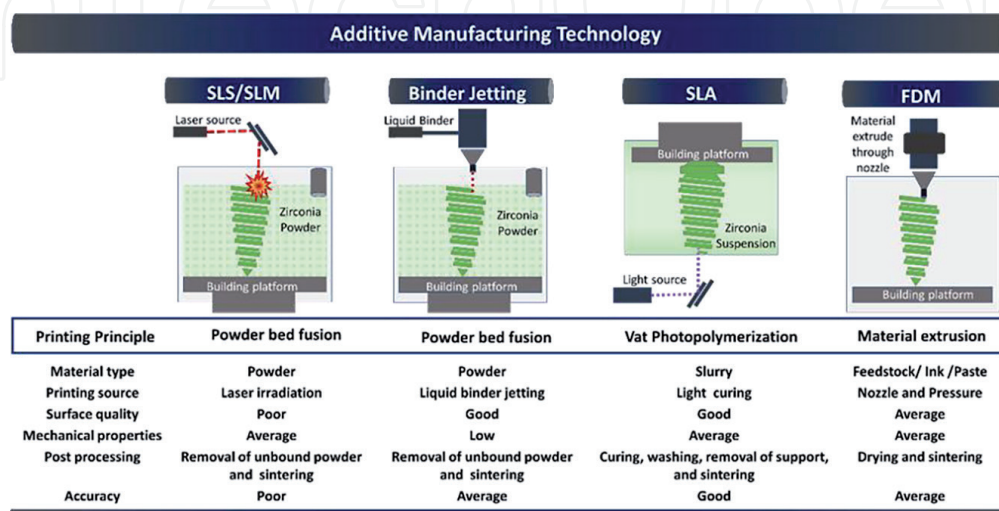 Additive Manufacturing Technology
SLS/SLM
Binder Jetting
SLA
FDM
Laser source
Zirconia
Powder
Building platform
Liquid Binder
Zirconia
Powder
Building platform
Building platform
Zirconia
Suspension
Light source
Material
extrude
through
nozzle
Building platform
Printing Principle Powder bed fusion Powder bed fusion Vat Photopolymerization Material extrusion
Material type Powder Powder Slurry Feedstock/ Ink /Paste
Printing source Laser irradiation Liquid binder jetting Light curing Nozzle and Pressure
Surface quality Poor Good Good Average
Mechanical properties Average Low Average Average
Post processing Removal of unbound powder Removal of unbound powder Curing, washing, removal of support, Drying and sintering
and sintering and sintering and sintering
Accuracy Poor Average Good Average